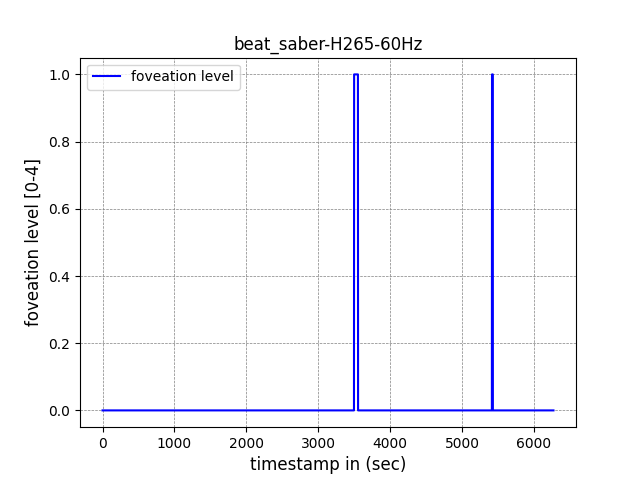 beat_saber-H265-60Hz
foveation level
foveation level [0-4]
1.0
0.8
0.6
0.4
0.2
0.0
0 1000 2000 3000 4000 5000 6000
timestamp in (sec)